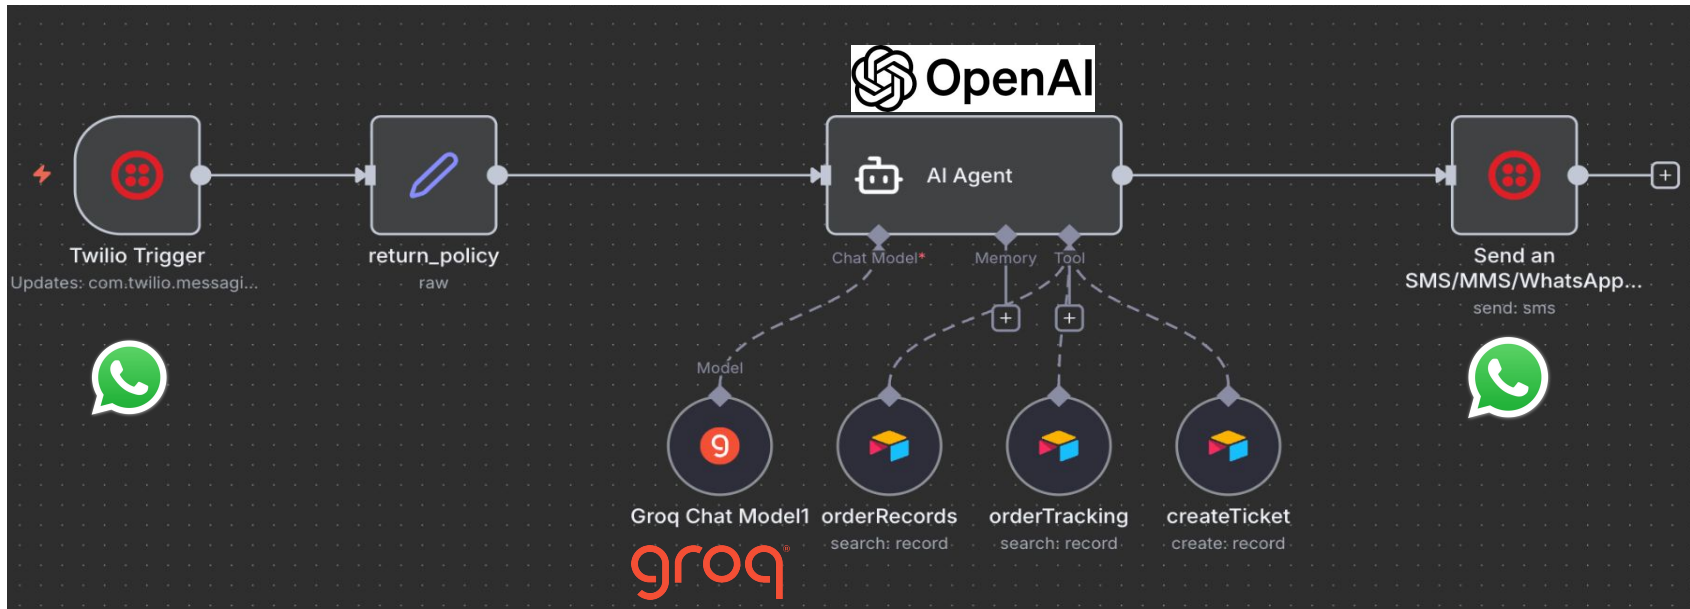 OpenAI
AI Agent
Twilio Trigger
Updates: com.twilio.messagi...
return_policy
raw
Chat Model*
Memory
Tool
Send an
SMS/MMS/WhatsApp...
send: sms
+
+
+
Model
Groq Chat Model1
orderRecords
search: record
orderTracking
search: record
createTicket
create: record
groq®